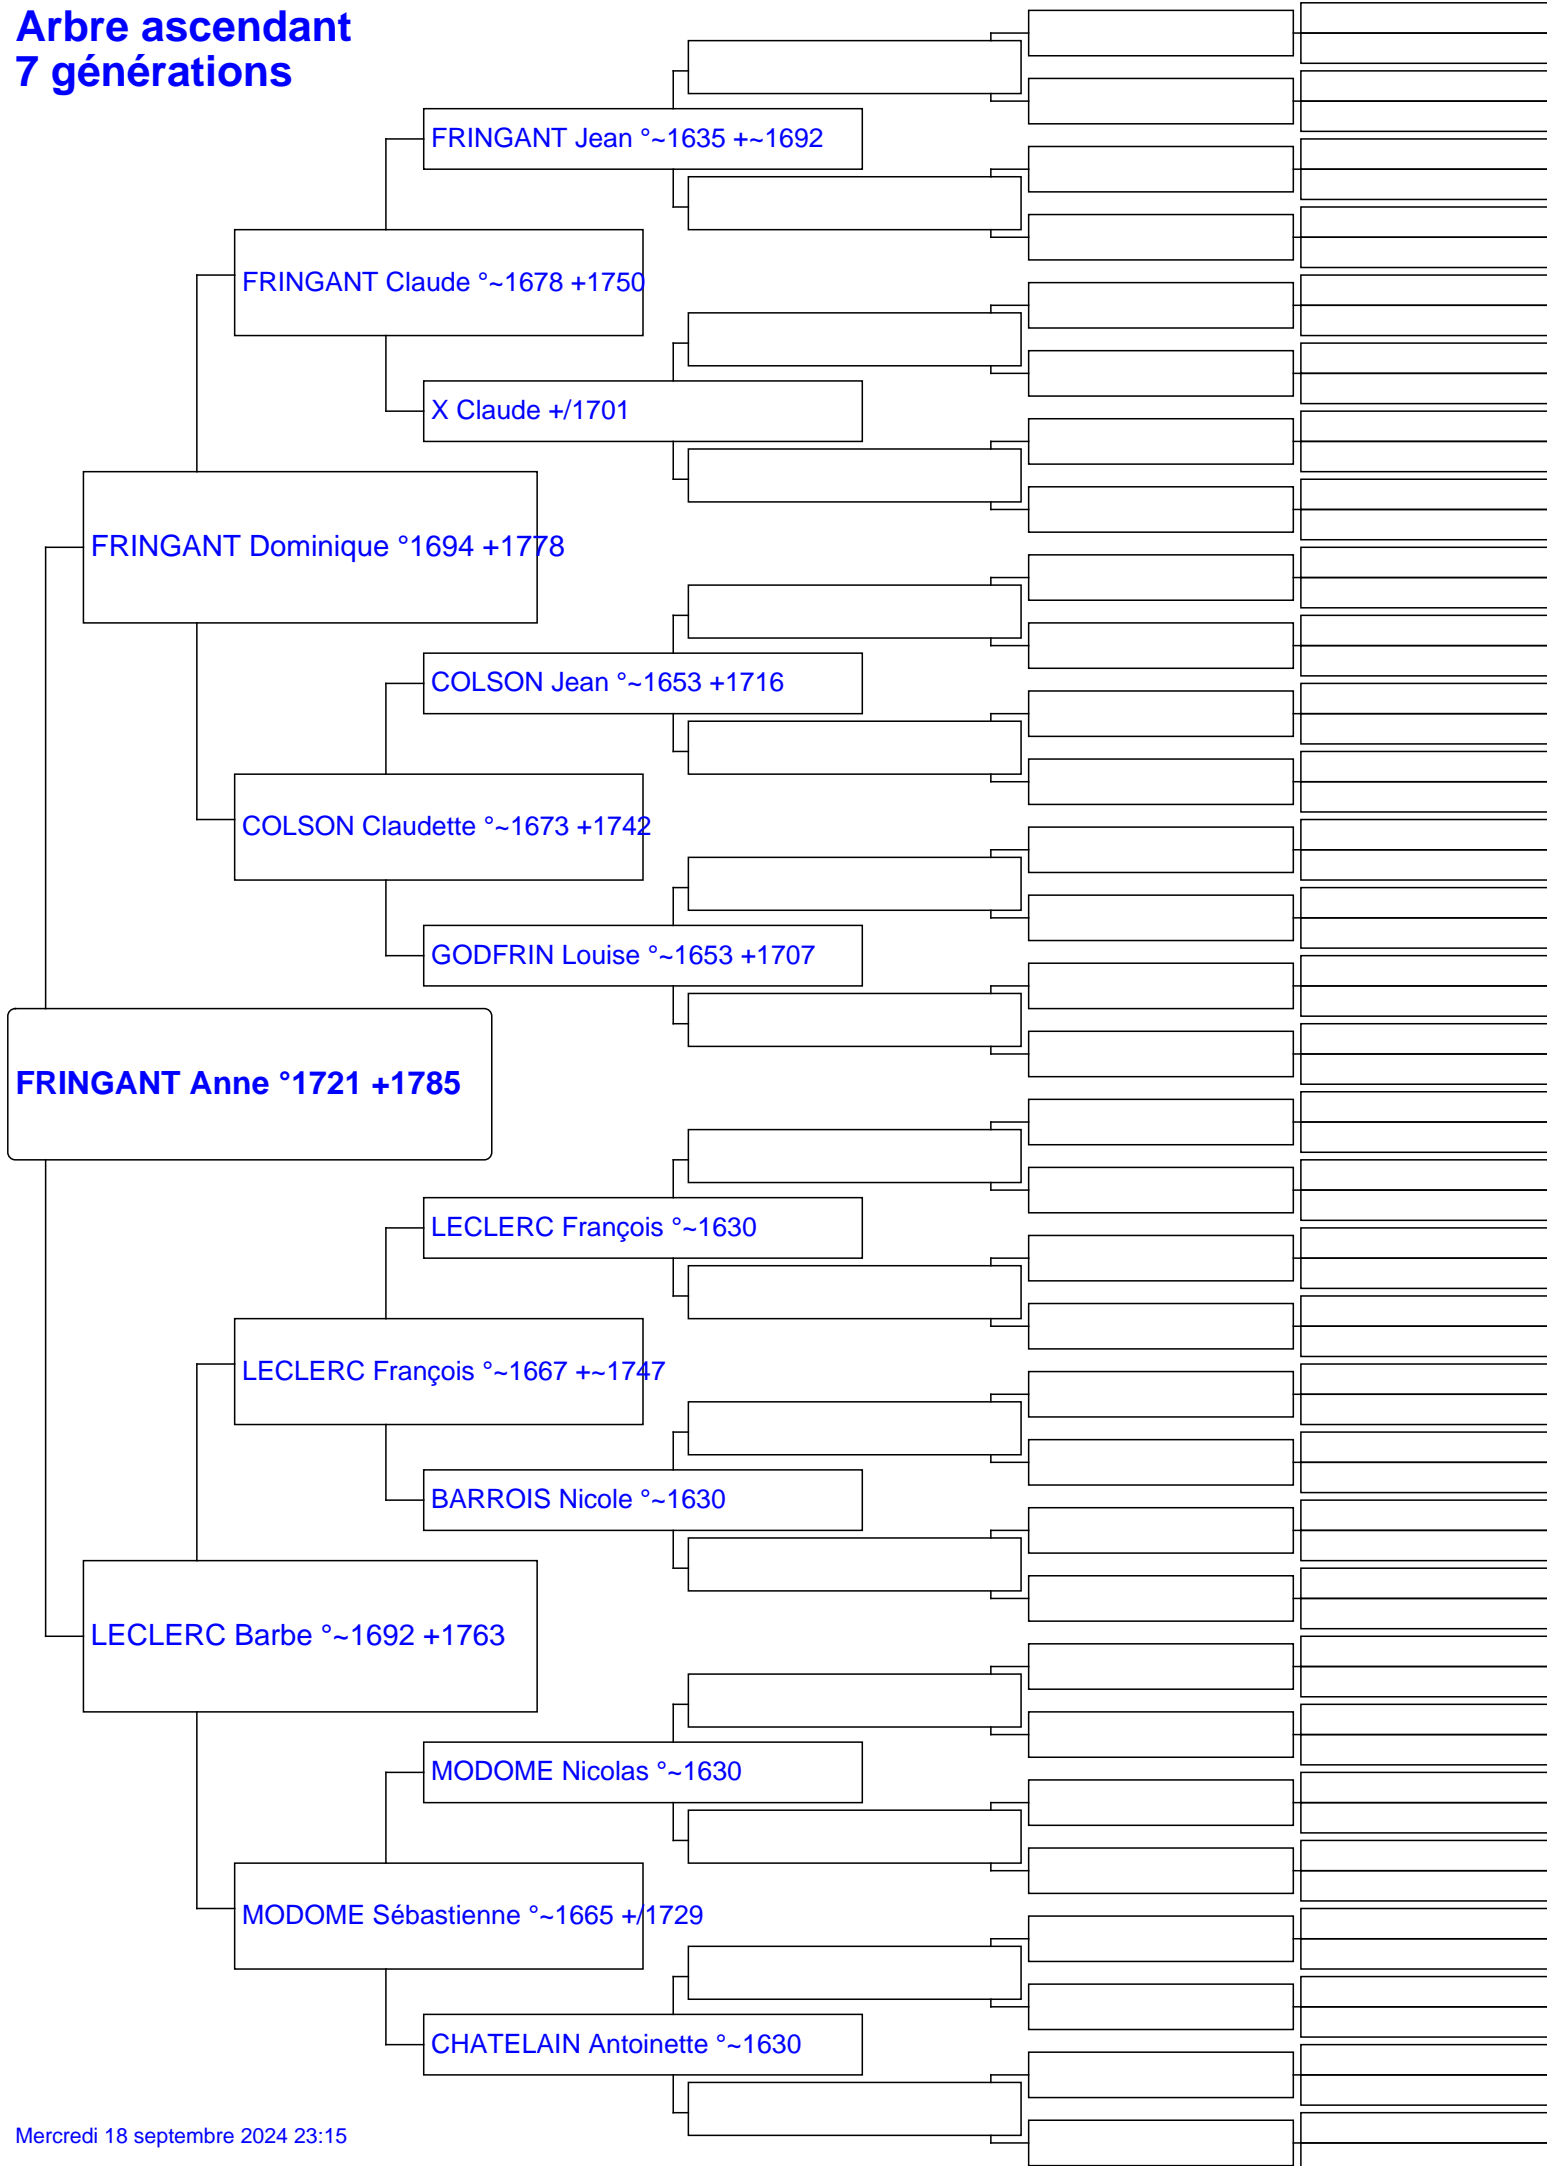 Arbre ascendant
7 générations
FRINGANT Jean °~1635 +~1692
FRINGANT Claude °~1678 +1750
X Claude +/1701
FRINGANT Dominique °1694 +1778
COLSON Jean °~1653 +1716
COLSON Claudette °~1673 +1742
GODFRIN Louise °~1653 +1707
FRINGANT Anne °1721 +1785
LECLERC François °~1630
LECLERC François °~1667 +~1747
BARROIS Nicole °~1630
LECLERC Barbe °~1692 +1763
MODOME Nicolas °~1630
MODOME Sébastienne °~1665 +/1729
CHATELAIN Antoinette °~1630
Mercredi 18 septembre 2024 23:15